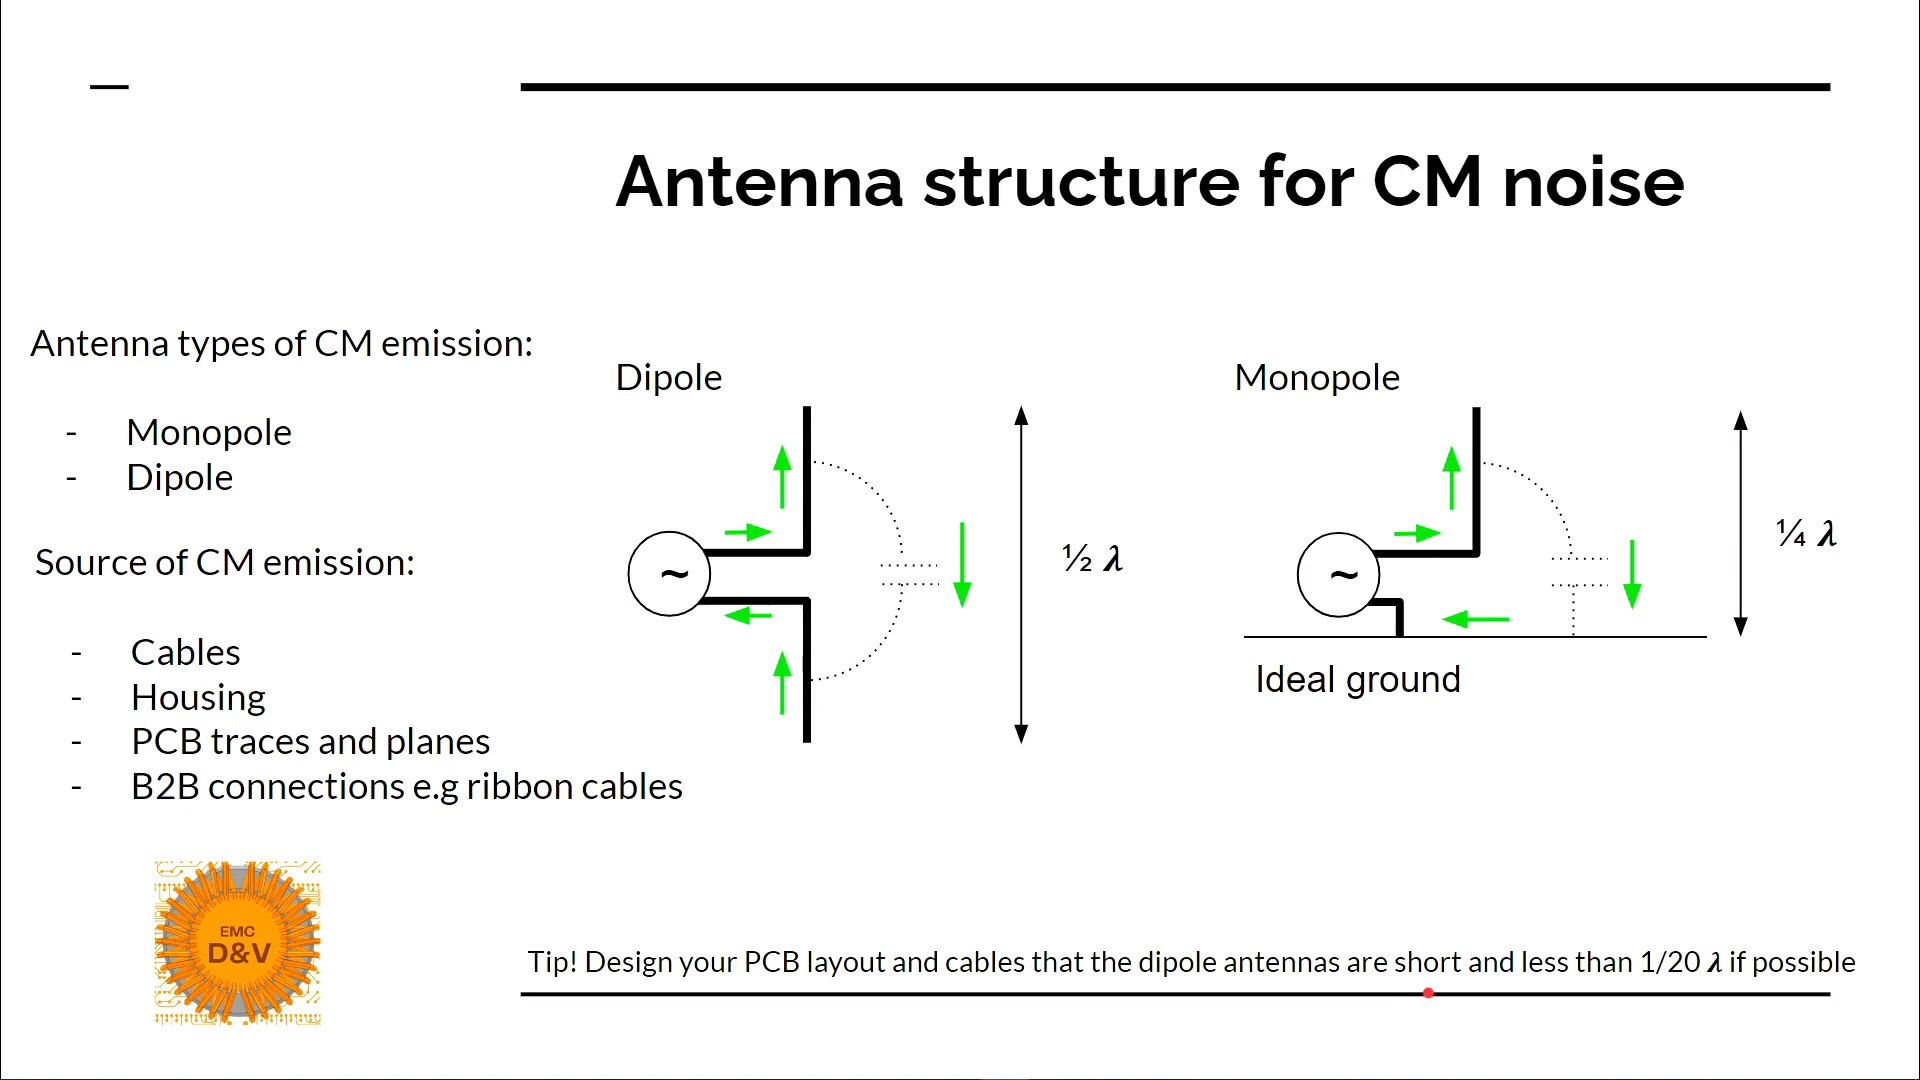 Antenna structure for CM noise
Antenna types of CM emission:
- Monopole
- Dipole
Source of CM emission:
- Cables
- Housing
- PCB traces and planes
- B2B connections e.g ribbon cables
Dipole
~
½ λ
Monopole
~
¼ λ
Ideal ground
EMC
D&V
Tip! Design your PCB layout and cables that the dipole antennas are short and less than 1/20 λ if possible